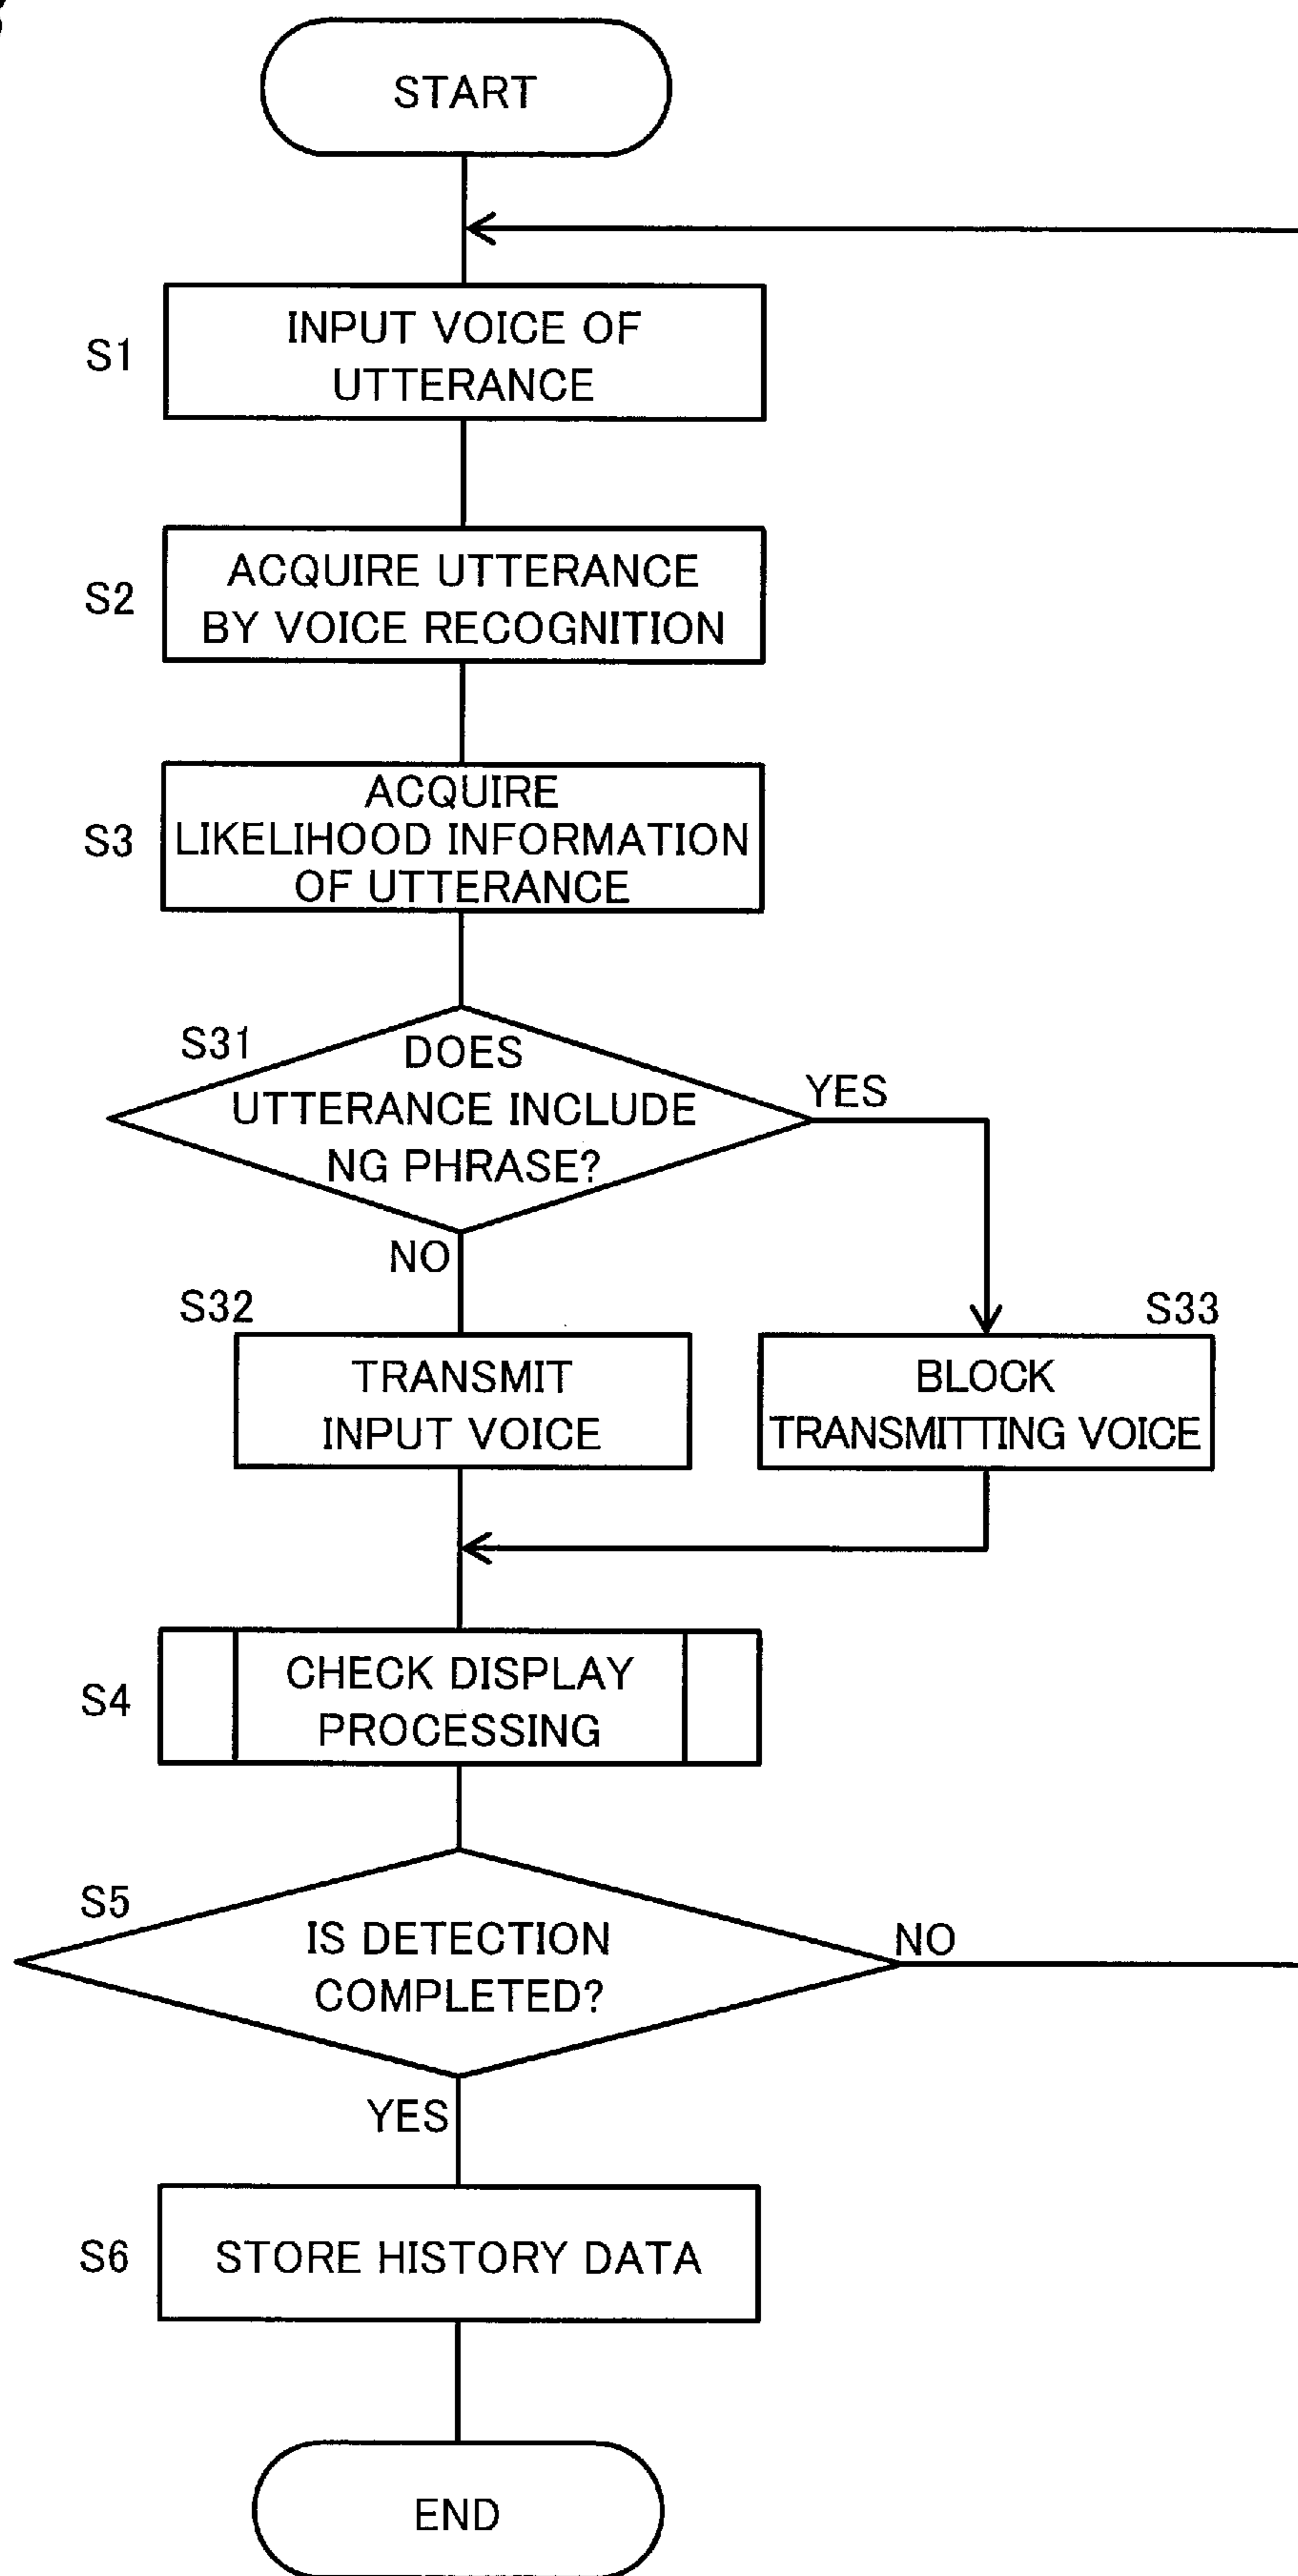 START
S1
INPUT VOICE OF
UTTERANCE
S2
ACQUIRE UTTERANCE
BY VOICE RECOGNITION
S3
ACQUIRE
LIKELIHOOD INFORMATION
OF UTTERANCE
S31
DOES
UTTERANCE INCLUDE
NG PHRASE?
YES
NO
S32
TRANSMIT
INPUT VOICE
S33
BLOCK
TRANSMITTING VOICE
S4
CHECK DISPLAY
PROCESSING
S5
IS DETECTION
COMPLETED?
NO
YES
S6
STORE HISTORY DATA
END